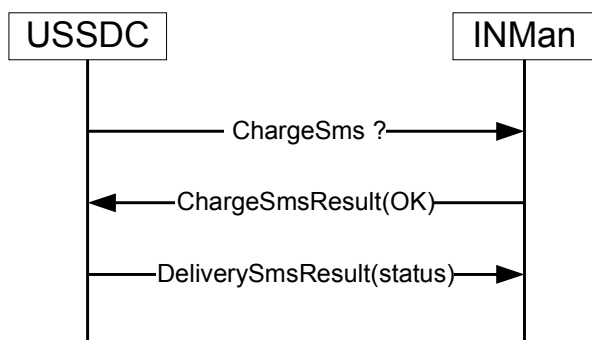 USSDC
INMan
ChargeSms ?
ChargeSmsResult(OK)
DeliverySmsResult(status)